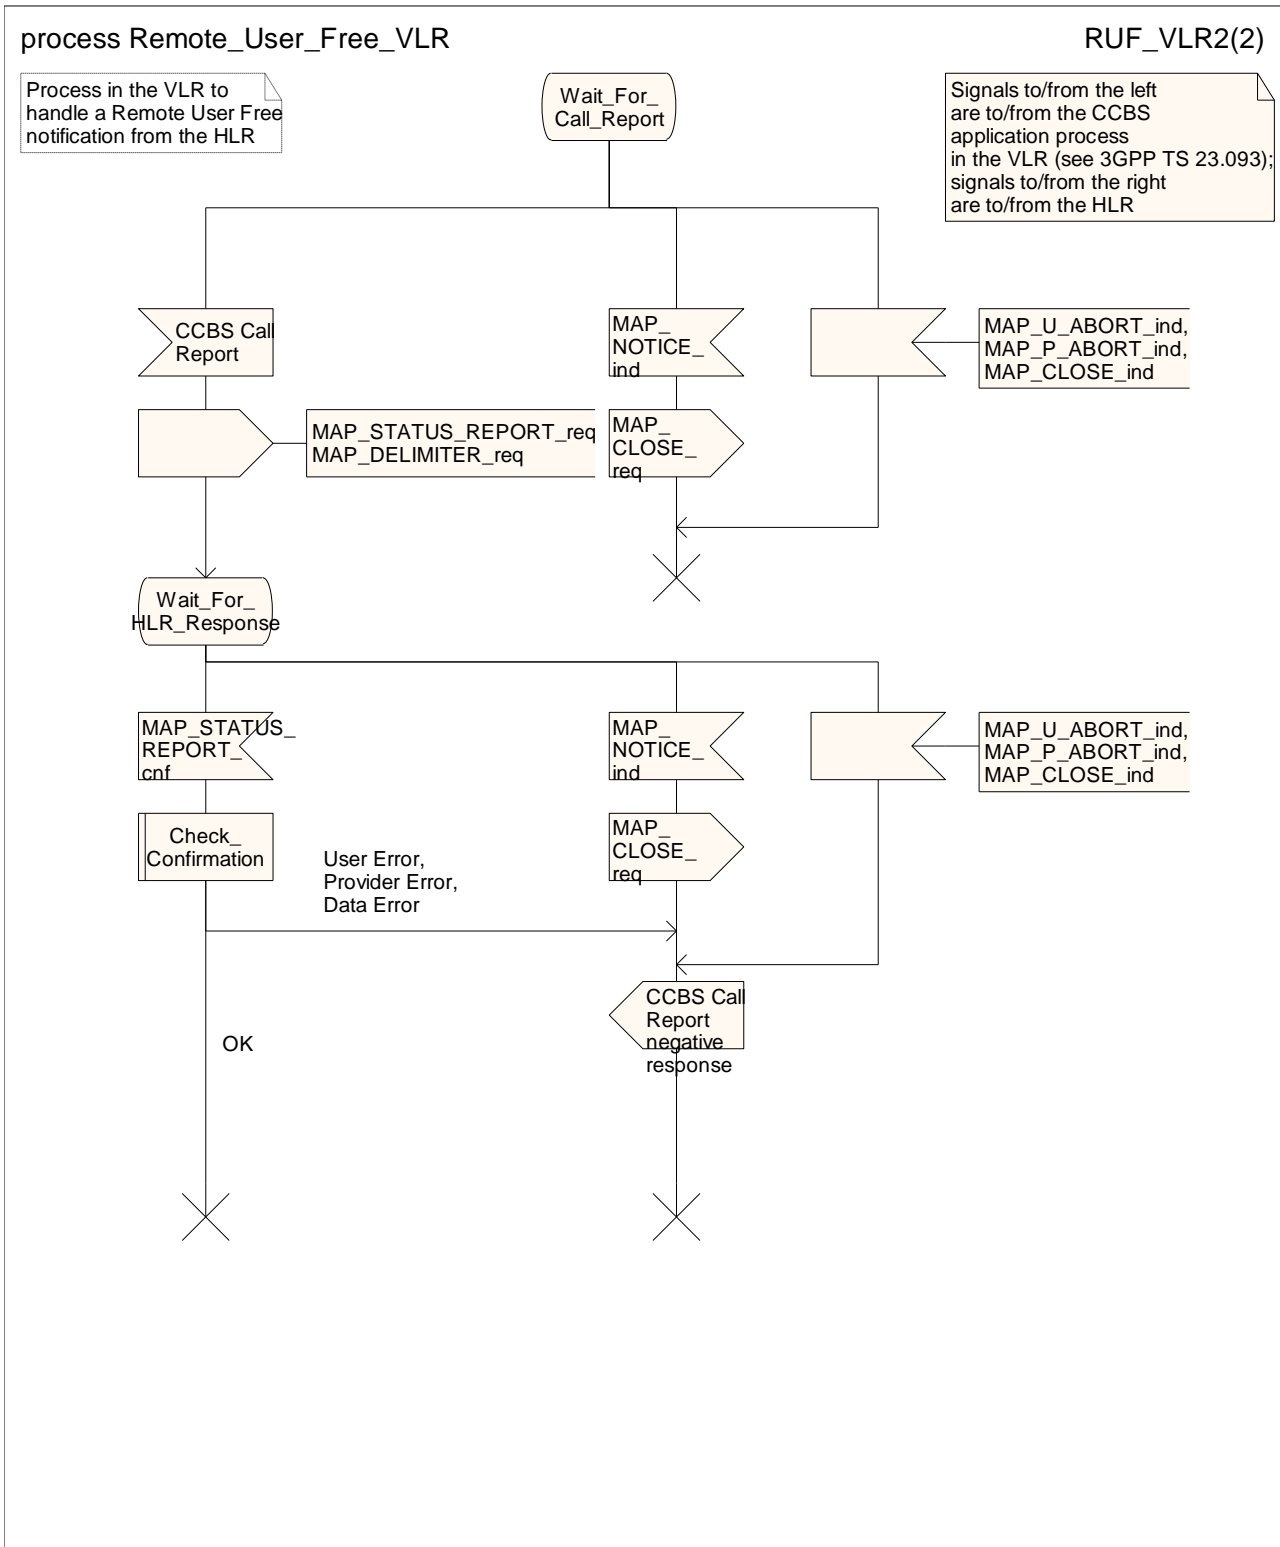 process Remote_User_Free_VLR
RUF_VLR2(2)
Process in the VLR to
handle a Remote User Free
notification from the HLR
Wait_For_
Call_Report
Signals to/from the left
are to/from the CCBS
application process
in the VLR (see 3GPP TS 23.093);
signals to/from the right
are to/from the HLR
CCBS Call
Report
MAP_
NOTICE_
ind
MAP_U_ABORT_ind,
MAP_P_ABORT_ind,
MAP_CLOSE_ind
MAP_STATUS_REPORT_req
MAP_DELIMITER_req
MAP_
CLOSE_
req
Wait_For_
HLR_Response
MAP_STATUS_
REPORT_
cnf
MAP_
NOTICE_
ind
MAP_U_ABORT_ind,
MAP_P_ABORT_ind,
MAP_CLOSE_ind
Check_
Confirmation
User Error,
Provider Error,
Data Error
MAP_
CLOSE_
req
CCBS Call
Report
negative
response
OK